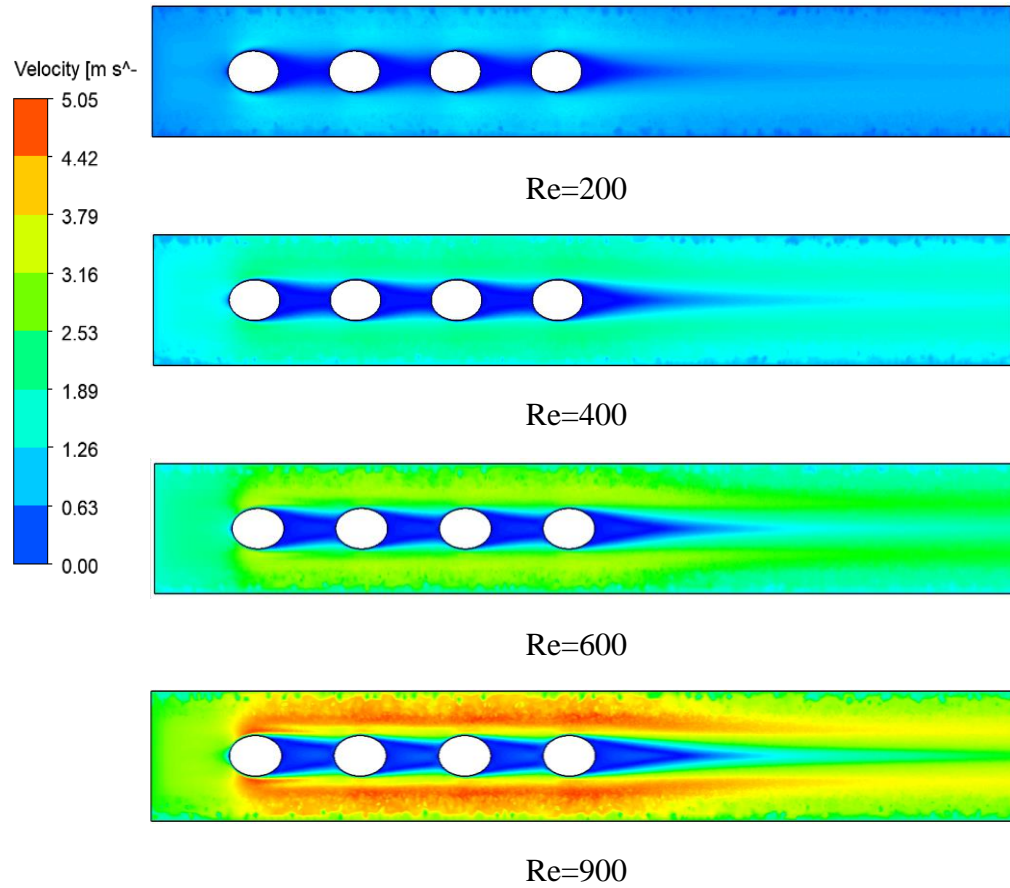 Velocity [m s^-
5.05
4.42
3.79
3.16
2.53
1.89
1.26
0.63
0.00
Re=200
Re=400
Re=600
Re=900